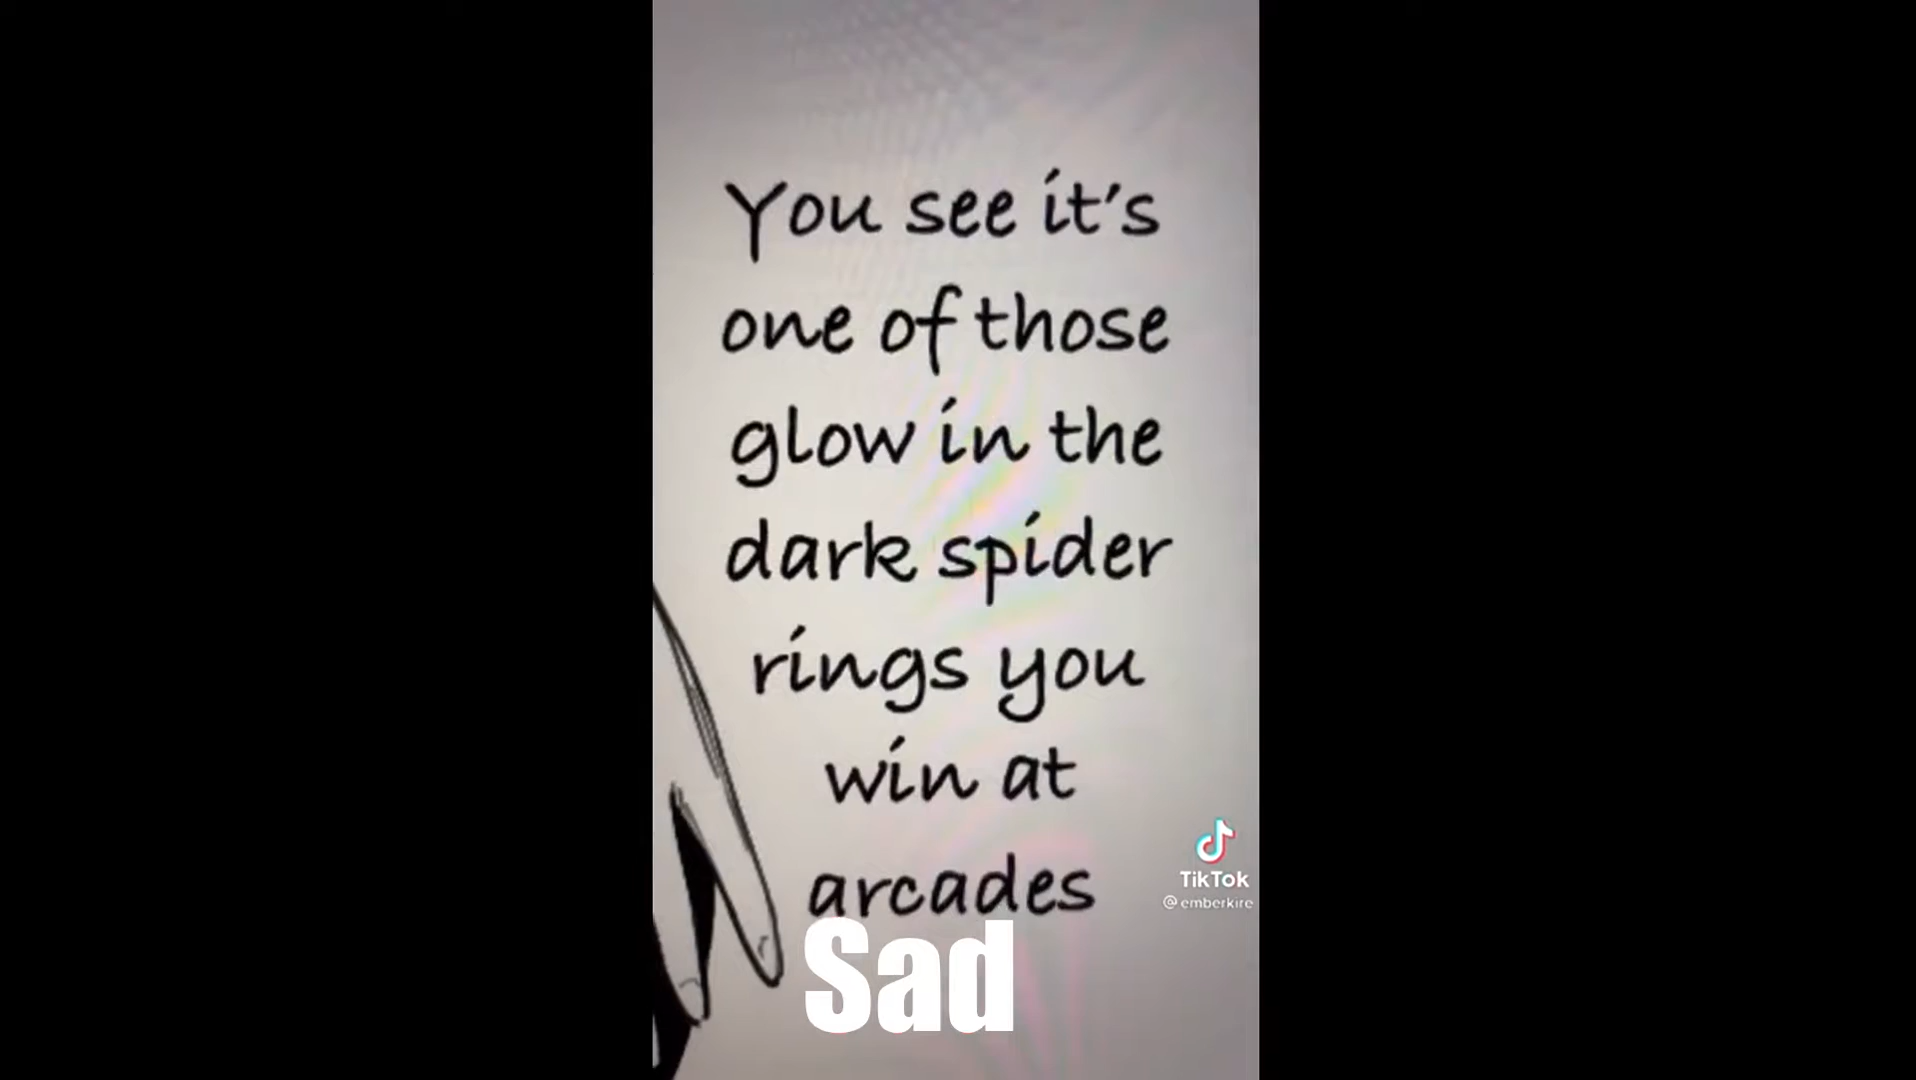 You see it's
one of those
glow in the
dark spider
rings you
win at
arcades
Sad
TikTok
@emberkire